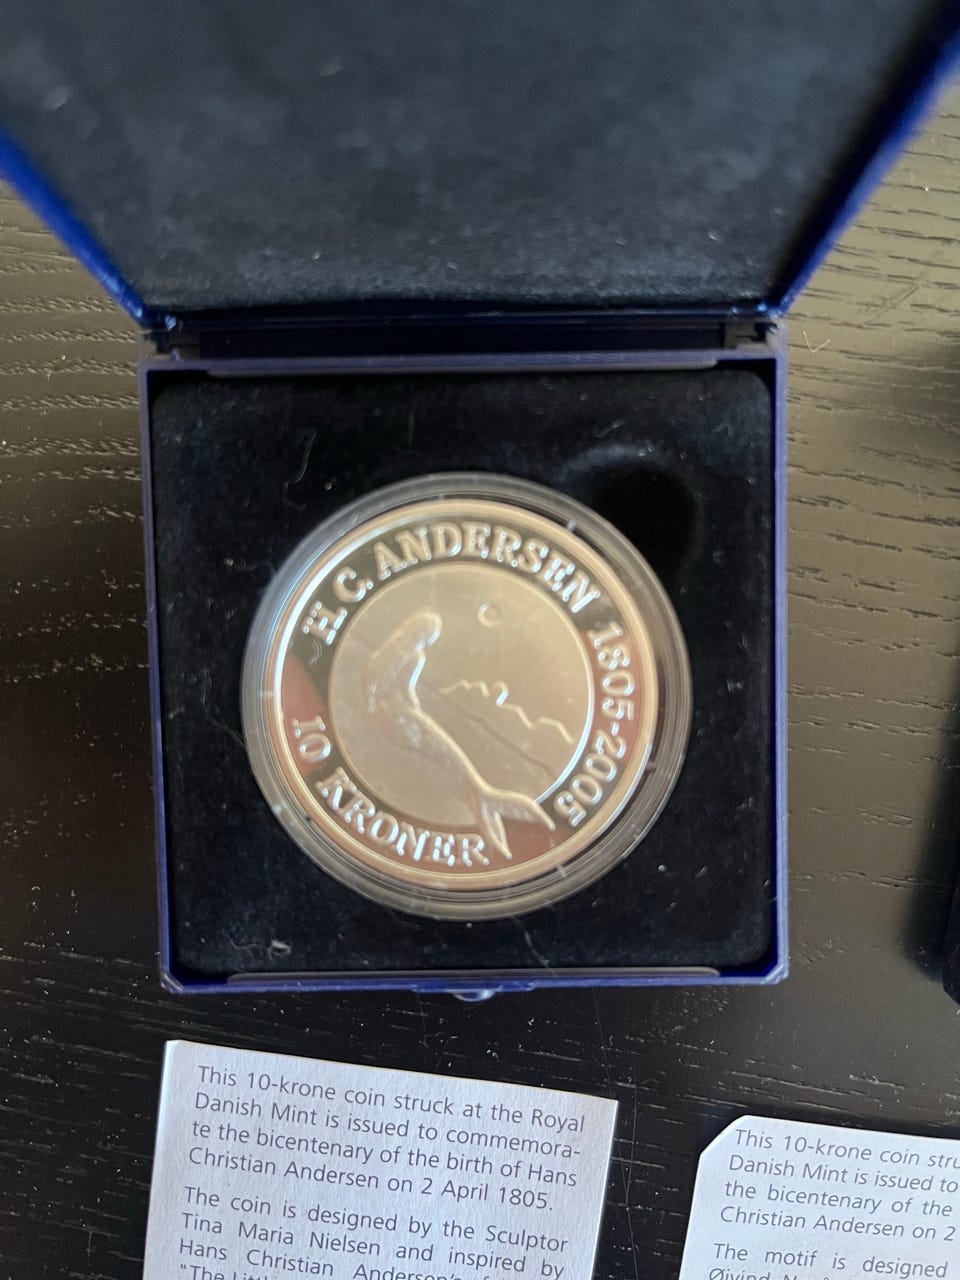 H. C. ANDERSEN 1805-2005
10 KRONER
This 10-krone coin struck at the Royal
Danish Mint is issued to commemora-
te the bicentenary of the birth of Hans
Christian Andersen on 2 April 1805.
The coin is designed by the Sculptor
Tina Maria Nielsen and inspired by
Hans Christian Andersen's
"The
This 10-krone coin
Danish Mint is issued to
the bicentenary of the
Christian Andersen on 2
The motif is designed